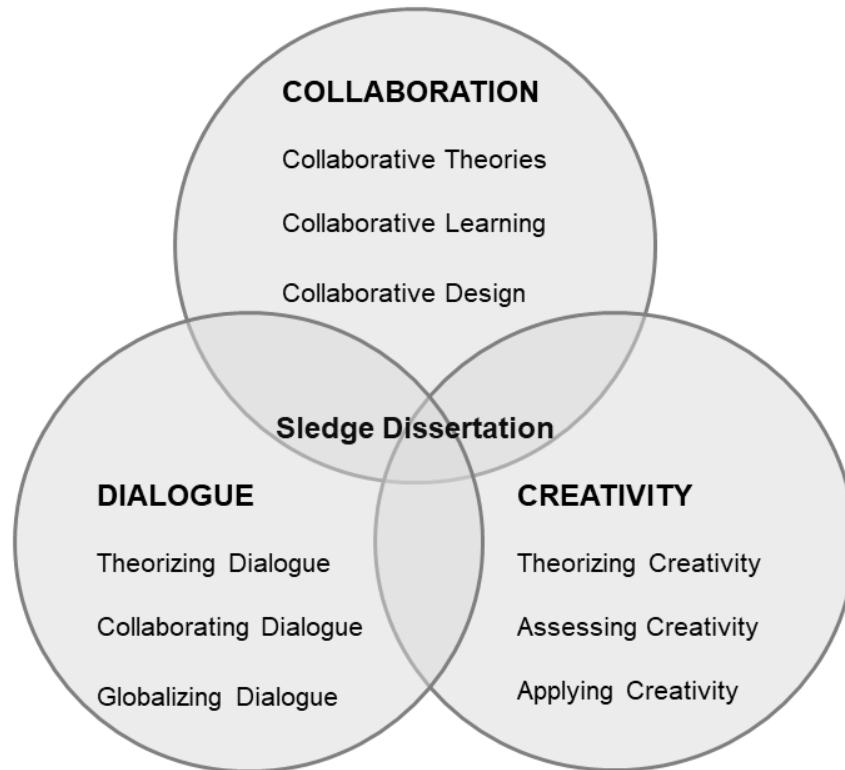 COLLABORATION
Collaborative Theories
Collaborative Learning
Collaborative Design
Sledge Dissertation
DIALOGUE
Theorizing Dialogue
Collaborating Dialogue
Globalizing Dialogue
CREATIVITY
Theorizing Creativity
Assessing Creativity
Applying Creativity